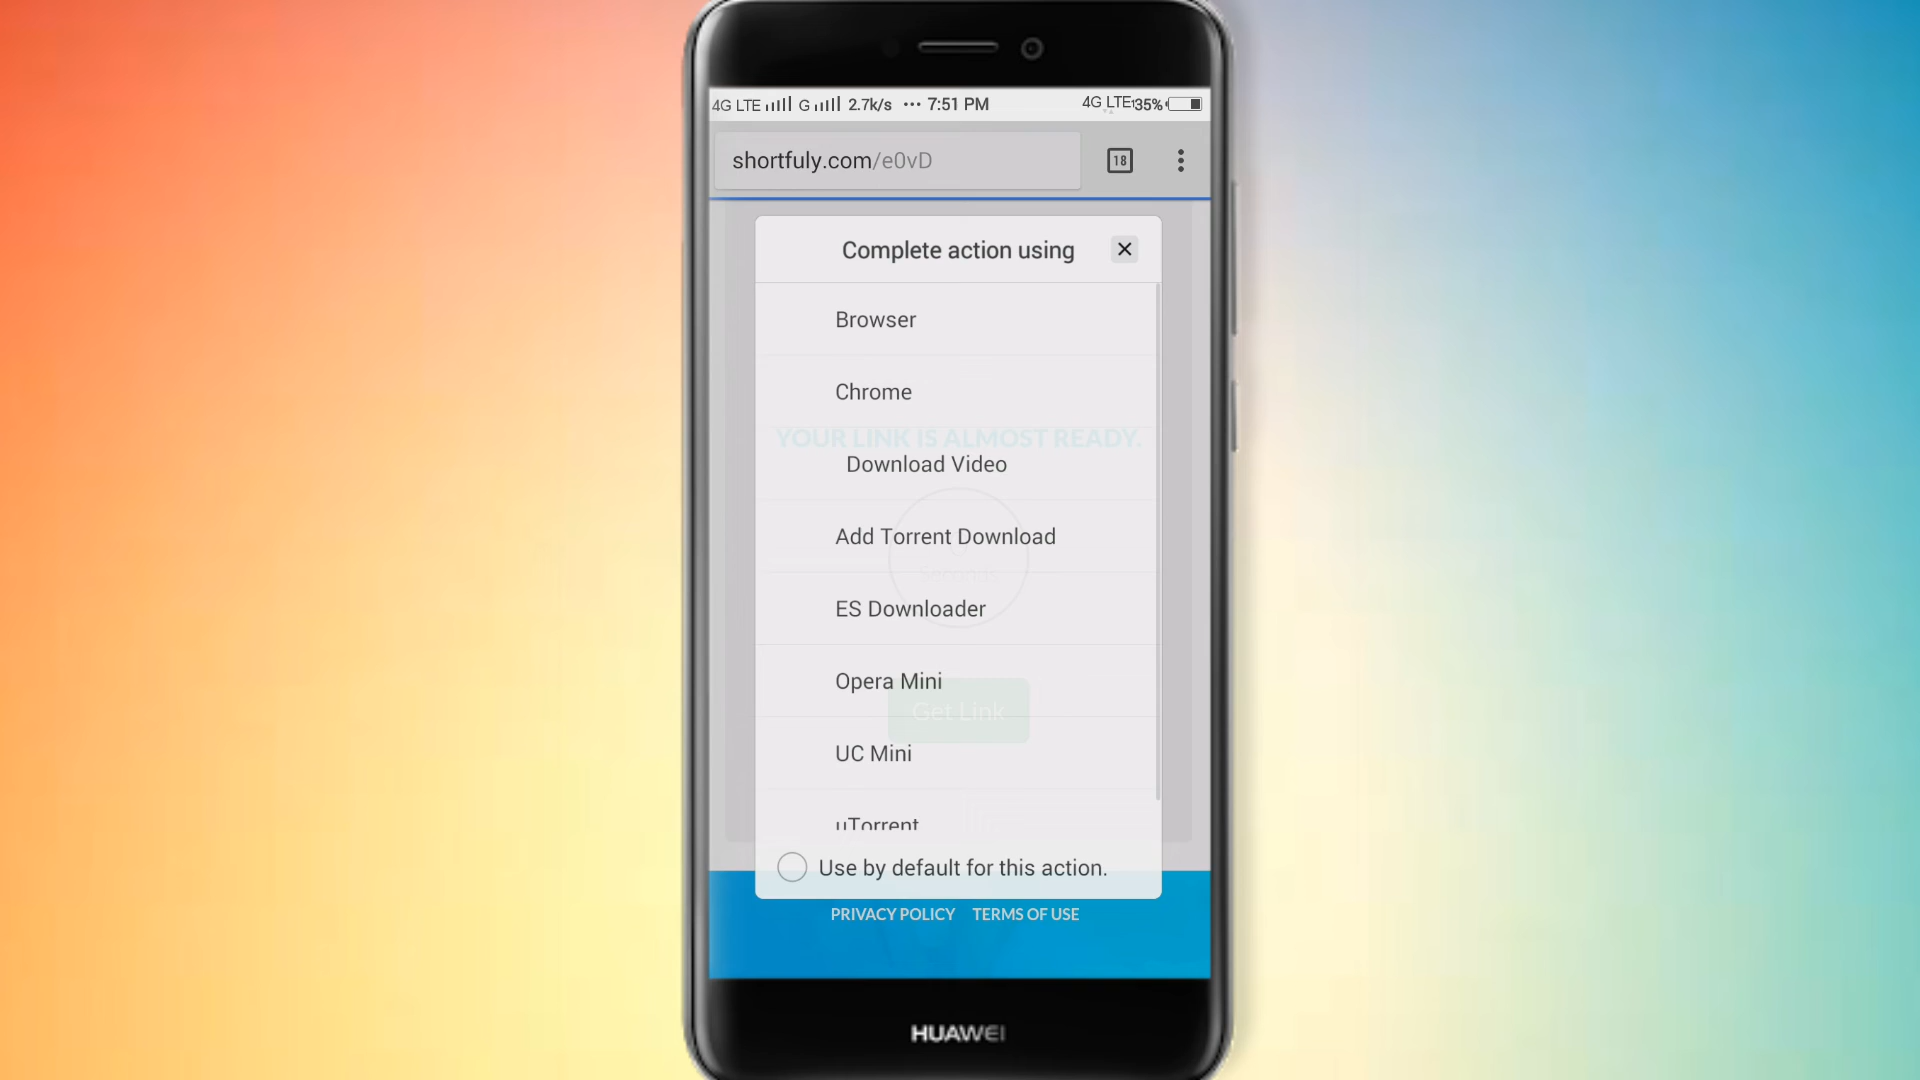 4G LTE G 2.7k/s ••• 7:51 PM 4G LTE 35%
shortfuly.com/e0vD 18
Complete action using
Browser
Chrome
YOUR LINK IS ALMOST READY.
Download Video
Add Torrent Download
Seconds
ES Downloader
Opera Mini
Get Link
UC Mini
uTorrent
Use by default for this action.
PRIVACY POLICY TERMS OF USE
HUAWEI